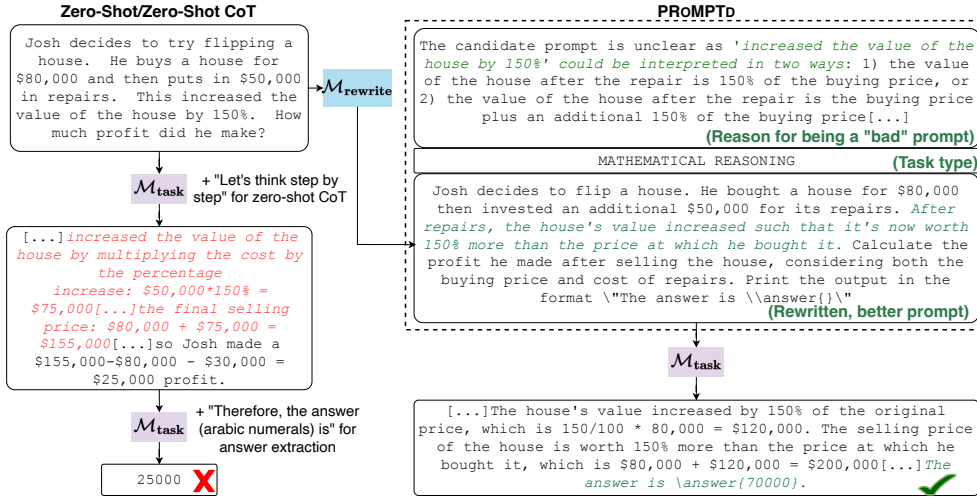 Zero-Shot/Zero-Shot CoT
Josh decides to try flipping a
house. He buys a house for
$80,000 and then puts in $50,000
in repairs. This increased the
value of the house by 150%. How
much profit did he make?
M_rewrite
M_task
+ "Let's think step by
step" for zero-shot CoT
[...]increased the value of the
house by multiplying the cost by
the percentage
increase: $50,000*150% =
$75,000[...]the final selling
price: $80,000 + $75,000 =
$155,000[...]so Josh made a
$155,000-$80,000 - $30,000 =
$25,000 profit.
M_task
+ "Therefore, the answer
(arabic numerals) is" for
answer extraction
25000
PROMPTD
The candidate prompt is unclear as 'increased the value of the
house by 150%' could be interpreted in two ways: 1) the value
of the house after the repair is 150% of the buying price, or
2) the value of the house after the repair is the buying price
plus an additional 150% of the buying price[...]
(Reason for being a "bad" prompt)
MATHEMATICAL REASONING
(Task type)
Josh decides to flip a house. He bought a house for $80,000
then invested an additional $50,000 for its repairs. After
repairs, the house's value increased such that it's now worth
150% more than the price at which he bought it. Calculate the
profit he made after selling the house, considering both the
buying price and cost of repairs. Print the output in the
format \"The answer is \\answer{}\"
(Rewritten, better prompt)
M_task
[...]The house's value increased by 150% of the original
price, which is 150/100 * 80,000 = $120,000. The selling price
of the house is worth 150% more than the price at which he
bought it, which is $80,000 + $120,000 = $200,000[...]The
answer is \answer{70000}.